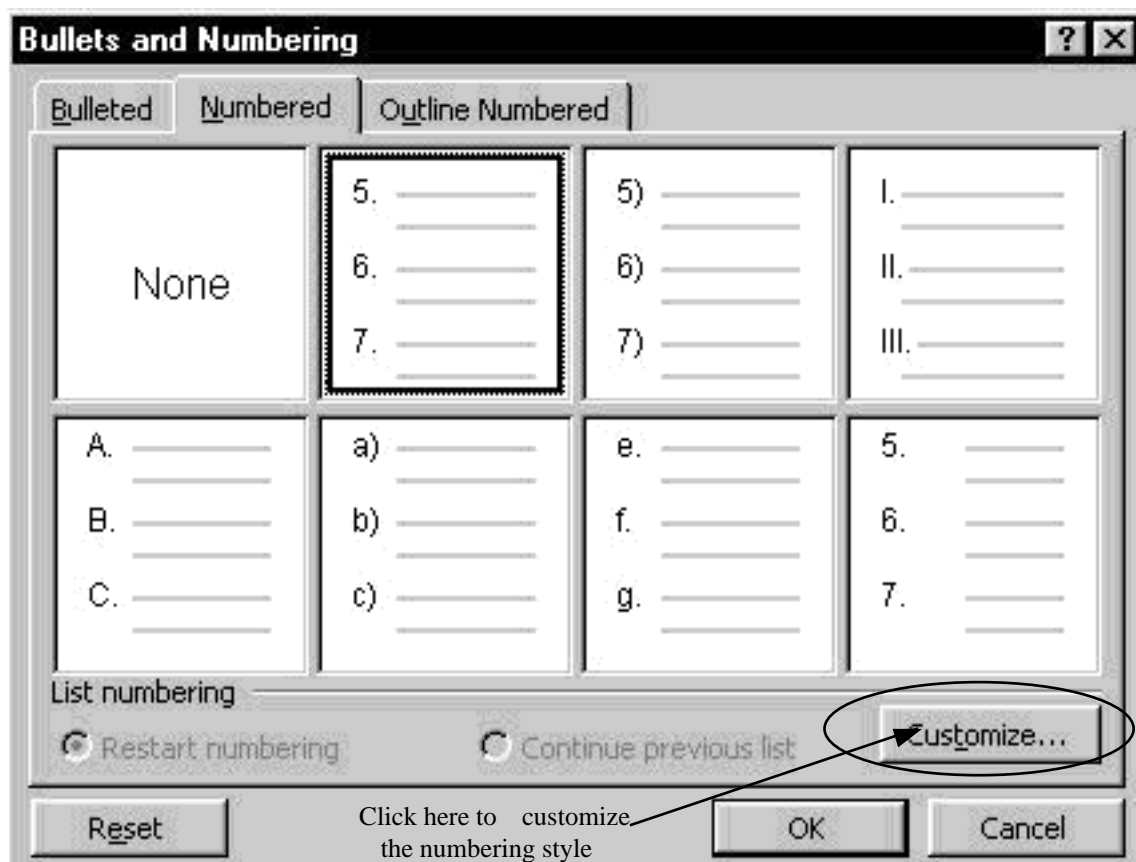 Bullets and Numbering
Bulleted Numbered Outline Numbered
None
5.
6.
7.
5)
6)
7)
I.
II.
III.
A.
B.
C.
a)
b)
c)
e.
f.
g.
5.
6.
7.
List numbering
Restart numbering Continue previous list Customize...
Click here to customize
the numbering style
Reset OK Cancel